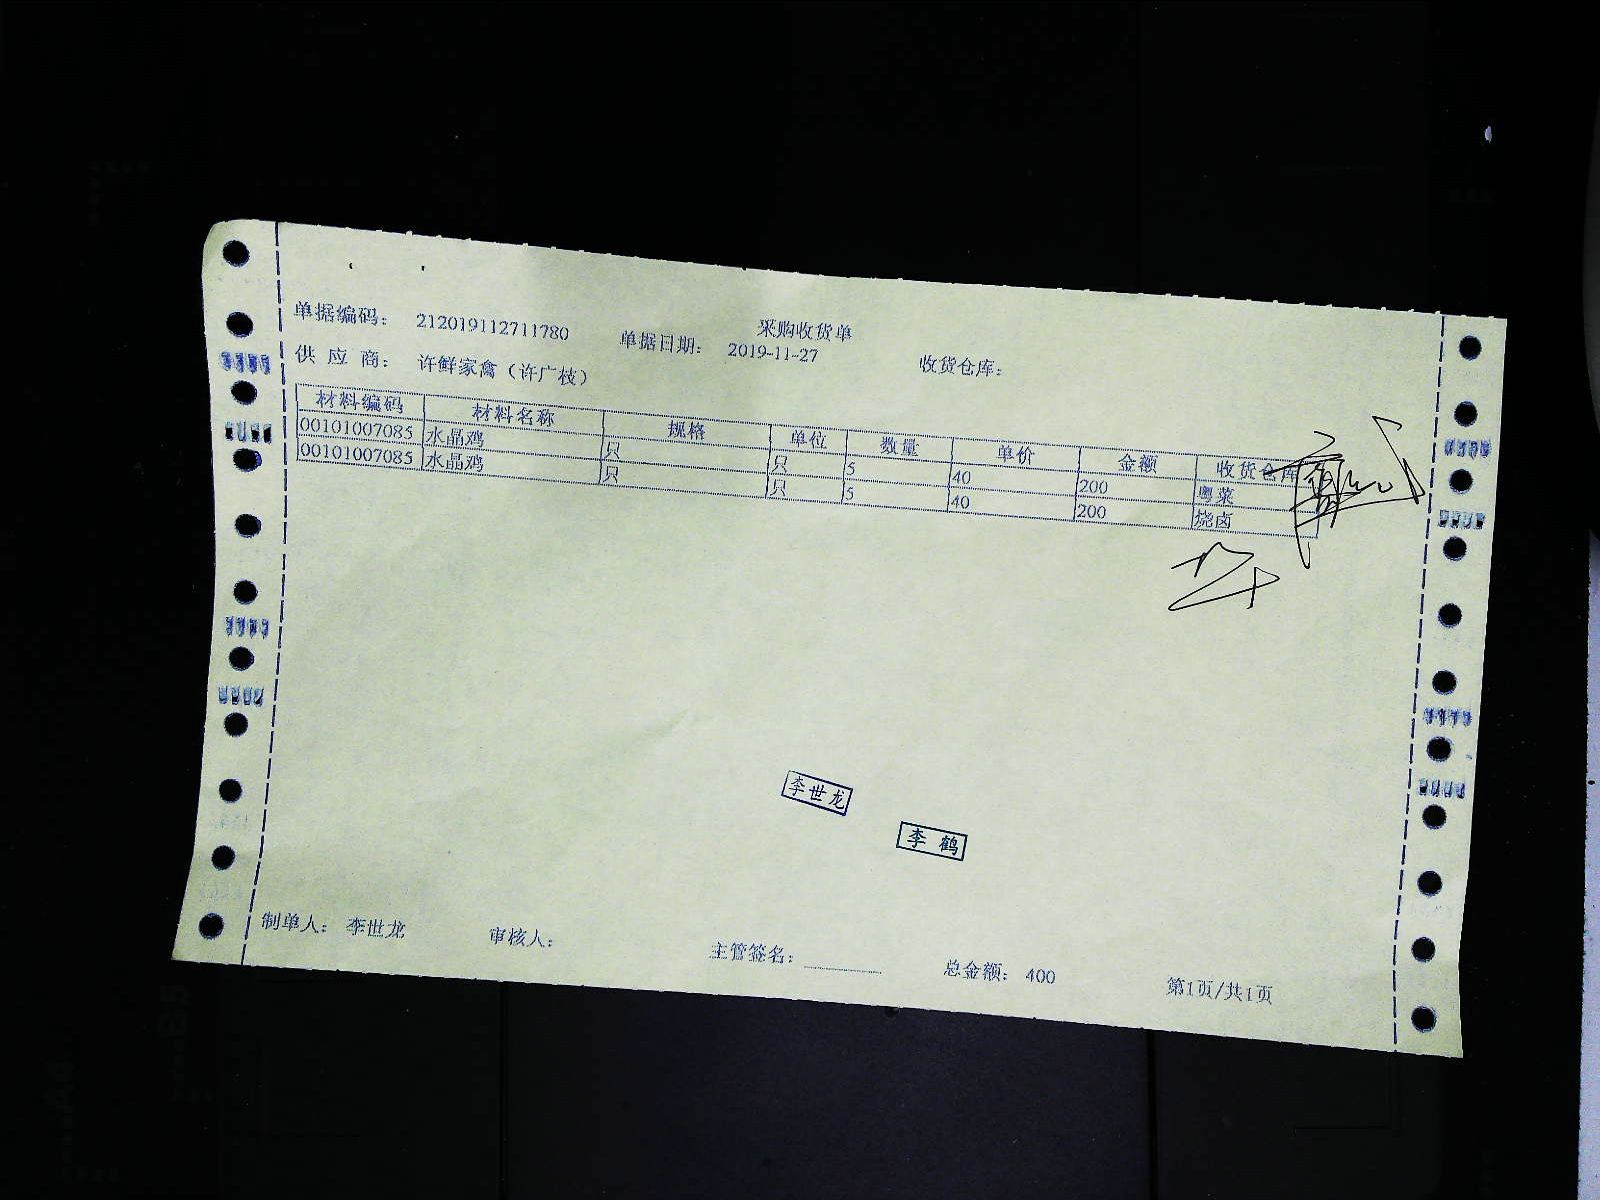 采购收货单
单据编码： 212019112711780 单据日期： 2019-11-27 收货仓库：
供 应 商： 许鲜家禽（许广枝）
材料编码 材料名称 规格 单位 数量 单价 金额 收货仓库
00101007085 水晶鸡 只 只 5 40 200 粤菜
00101007085 水晶鸡 只 只 5 40 200 烧卤
李世龙
李 鹤
制单人： 李世龙 审核人： 主管签名： 总金额： 400 第1页/共1页